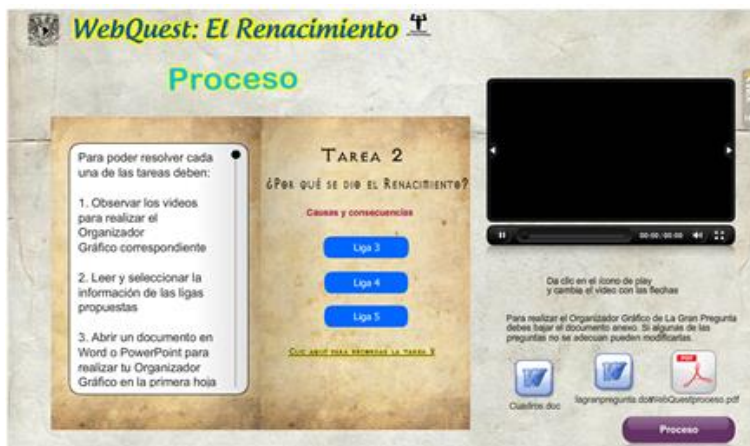 WebQuest: El Renacimiento
Proceso
Para poder resolver cada
una de las tareas deben:
1. Observar los videos
para realizar el
Organizador
Gráfico correspondiente
2. Leer y seleccionar la
información de las ligas
propuestas
3. Abrir un documento en
Word o PowerPoint para
realizar tu Organizador
Gráfico en la primera hoja
TAREA 2
¿POR QUÉ SE DIO EL RENACIMIENTO?
Causas y consecuencias
Liga 3
Liga 4
Liga 5
CLIC AQUÍ PARA RECORDAR LA TAREA 2
00:00/00:00
Da clic en el ícono de play
y cambia el video con las flechas
Para realizar el Organizador Gráfico de La Gran Pregunta
debes bajar el documento anexo. Si algunas de las
preguntas no se adecuan pueden modificarlas.
PDF
Cuadros.doc
lagranpregunta.doc
WebQuestproceso.pdf
Proceso